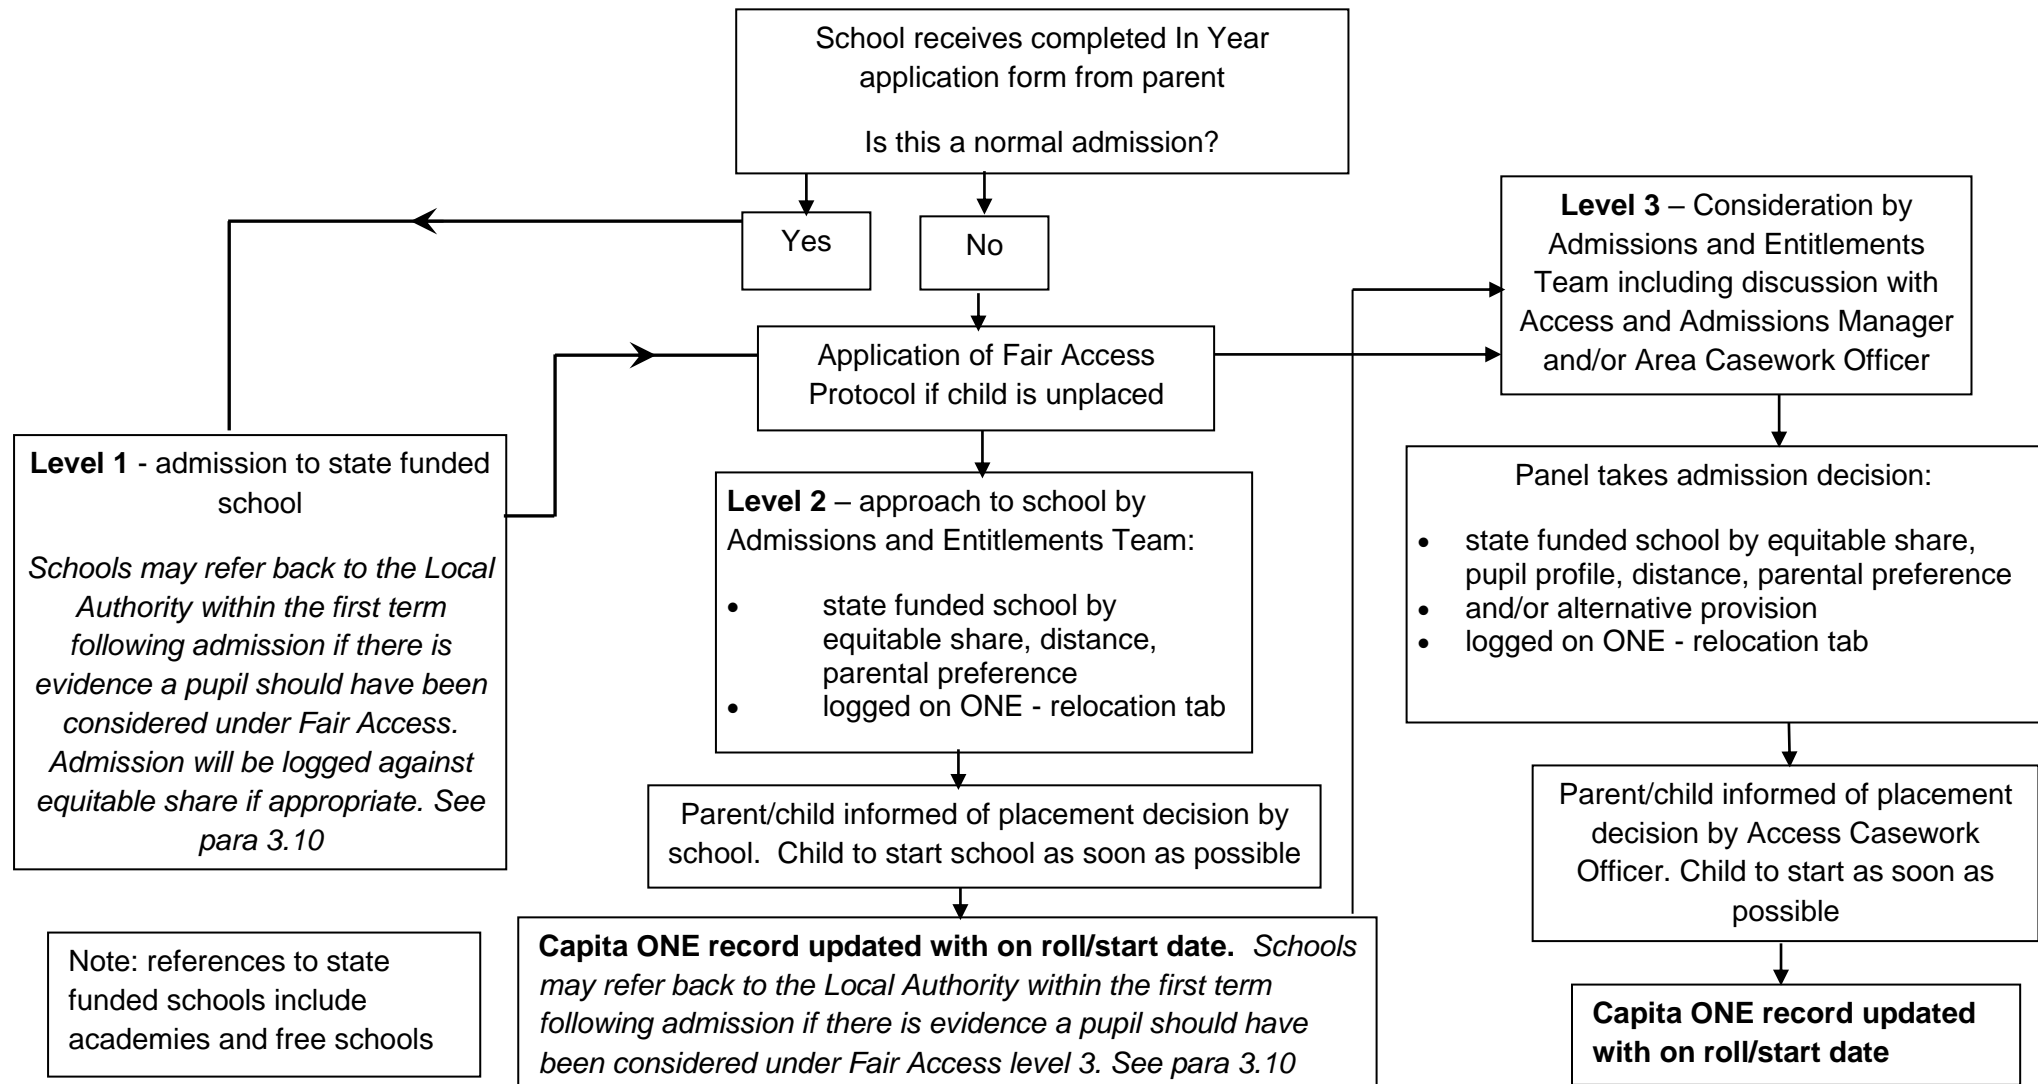 School receives completed In Year
application form from parent
Is this a normal admission?
Yes
No
Application of Fair Access
Protocol if child is unplaced
Level 1 - admission to state funded
school
Schools may refer back to the Local
Authority within the first term
following admission if there is
evidence a pupil should have been
considered under Fair Access.
Admission will be logged against
equitable share if appropriate. See
para 3.10
Level 2 – approach to school by
Admissions and Entitlements Team:
• state funded school by
equitable share, distance,
parental preference
• logged on ONE - relocation tab
Parent/child informed of placement decision by
school.  Child to start school as soon as possible
Capita ONE record updated with on roll/start date.  Schools
may refer back to the Local Authority within the first term
following admission if there is evidence a pupil should have
been considered under Fair Access level 3. See para 3.10
Level 3 – Consideration by
Admissions and Entitlements
Team including discussion with
Access and Admissions Manager
and/or Area Casework Officer
Panel takes admission decision:
• state funded school by equitable share,
pupil profile, distance, parental preference
• and/or alternative provision
• logged on ONE - relocation tab
Parent/child informed of placement
decision by Access Casework
Officer. Child to start as soon as
possible
Capita ONE record updated
with on roll/start date
Note: references to state
funded schools include
academies and free schools